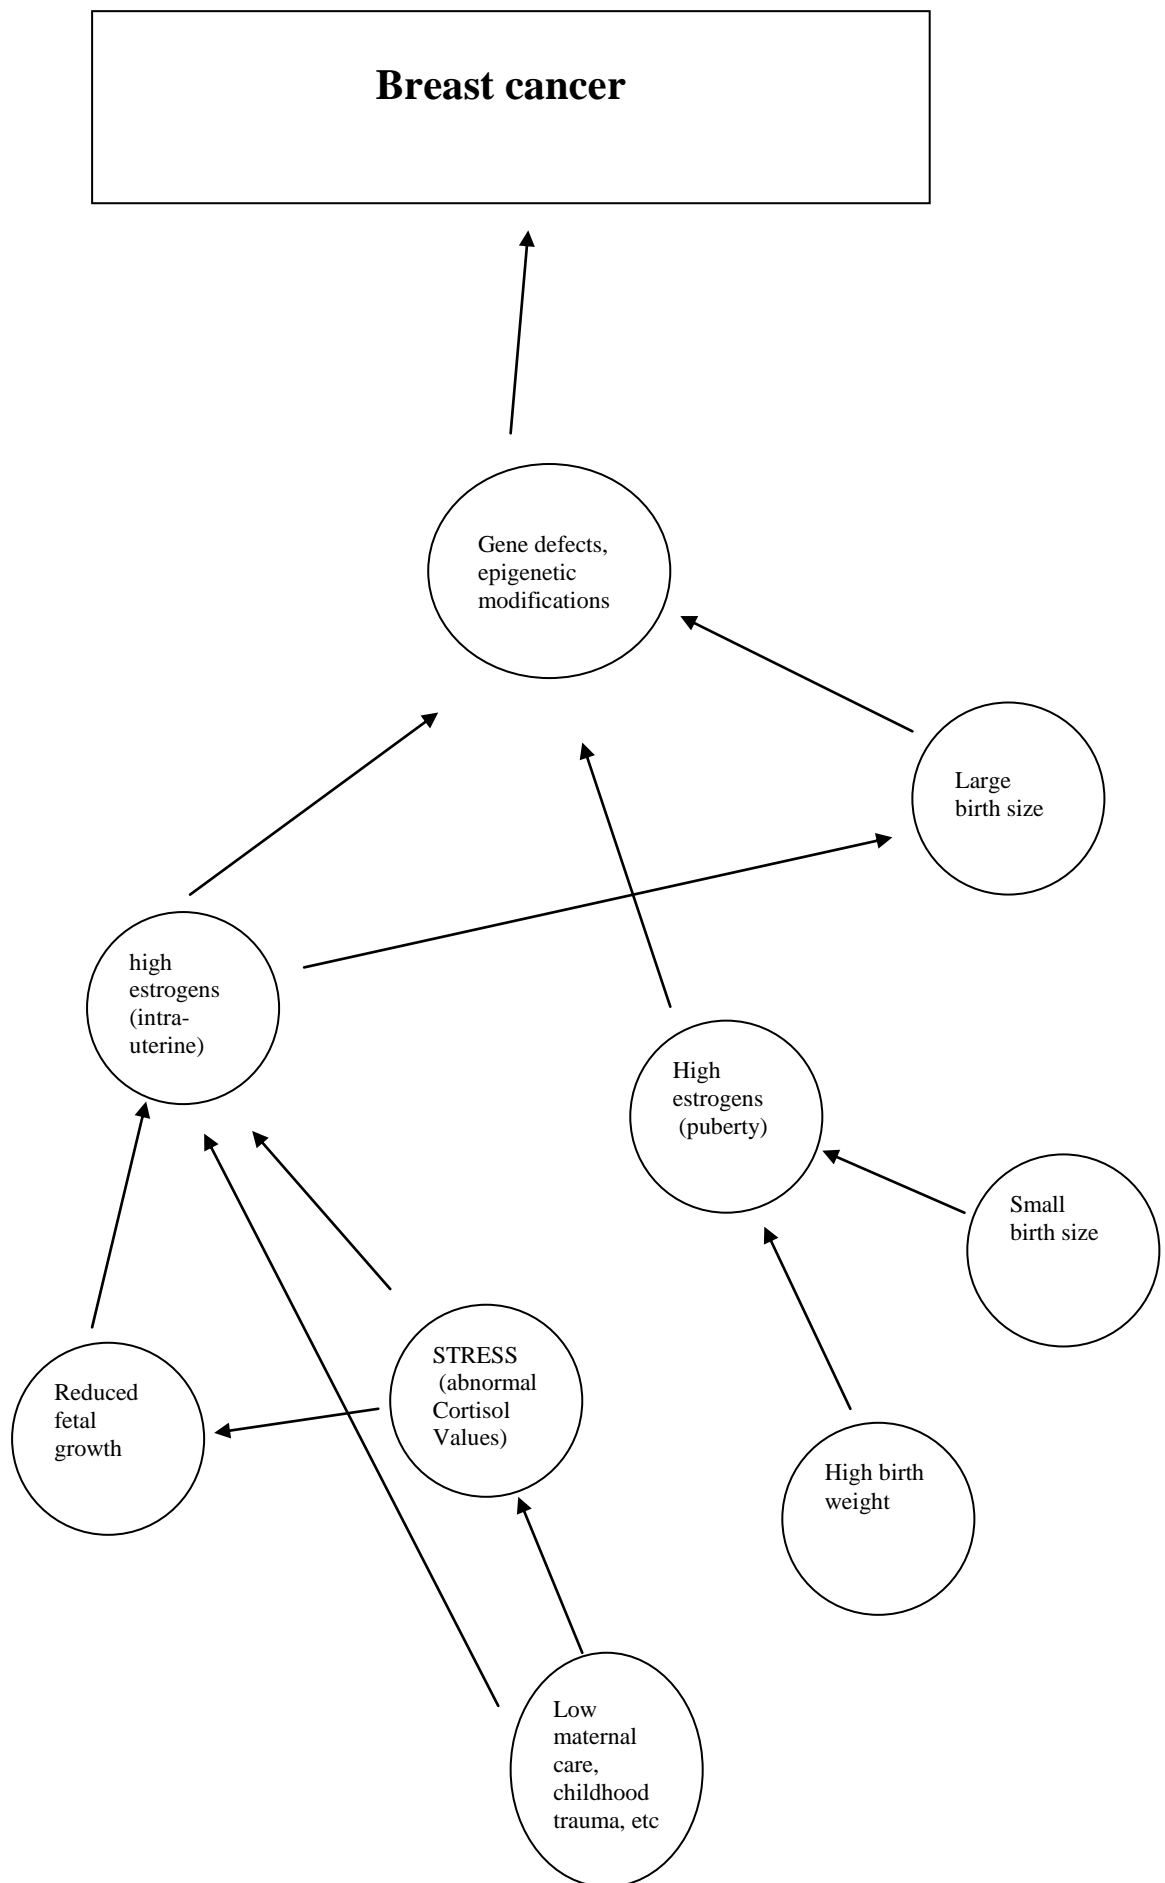 Breast cancer
Gene defects,
epigenetic
modifications
Large
birth size
high
estrogens
(intra-
uterine)
High
estrogens
(puberty)
Small
birth size
STRESS
(abnormal
Cortisol
Values)
Reduced
fetal
growth
High birth
weight
Low
maternal
care,
childhood
trauma, etc